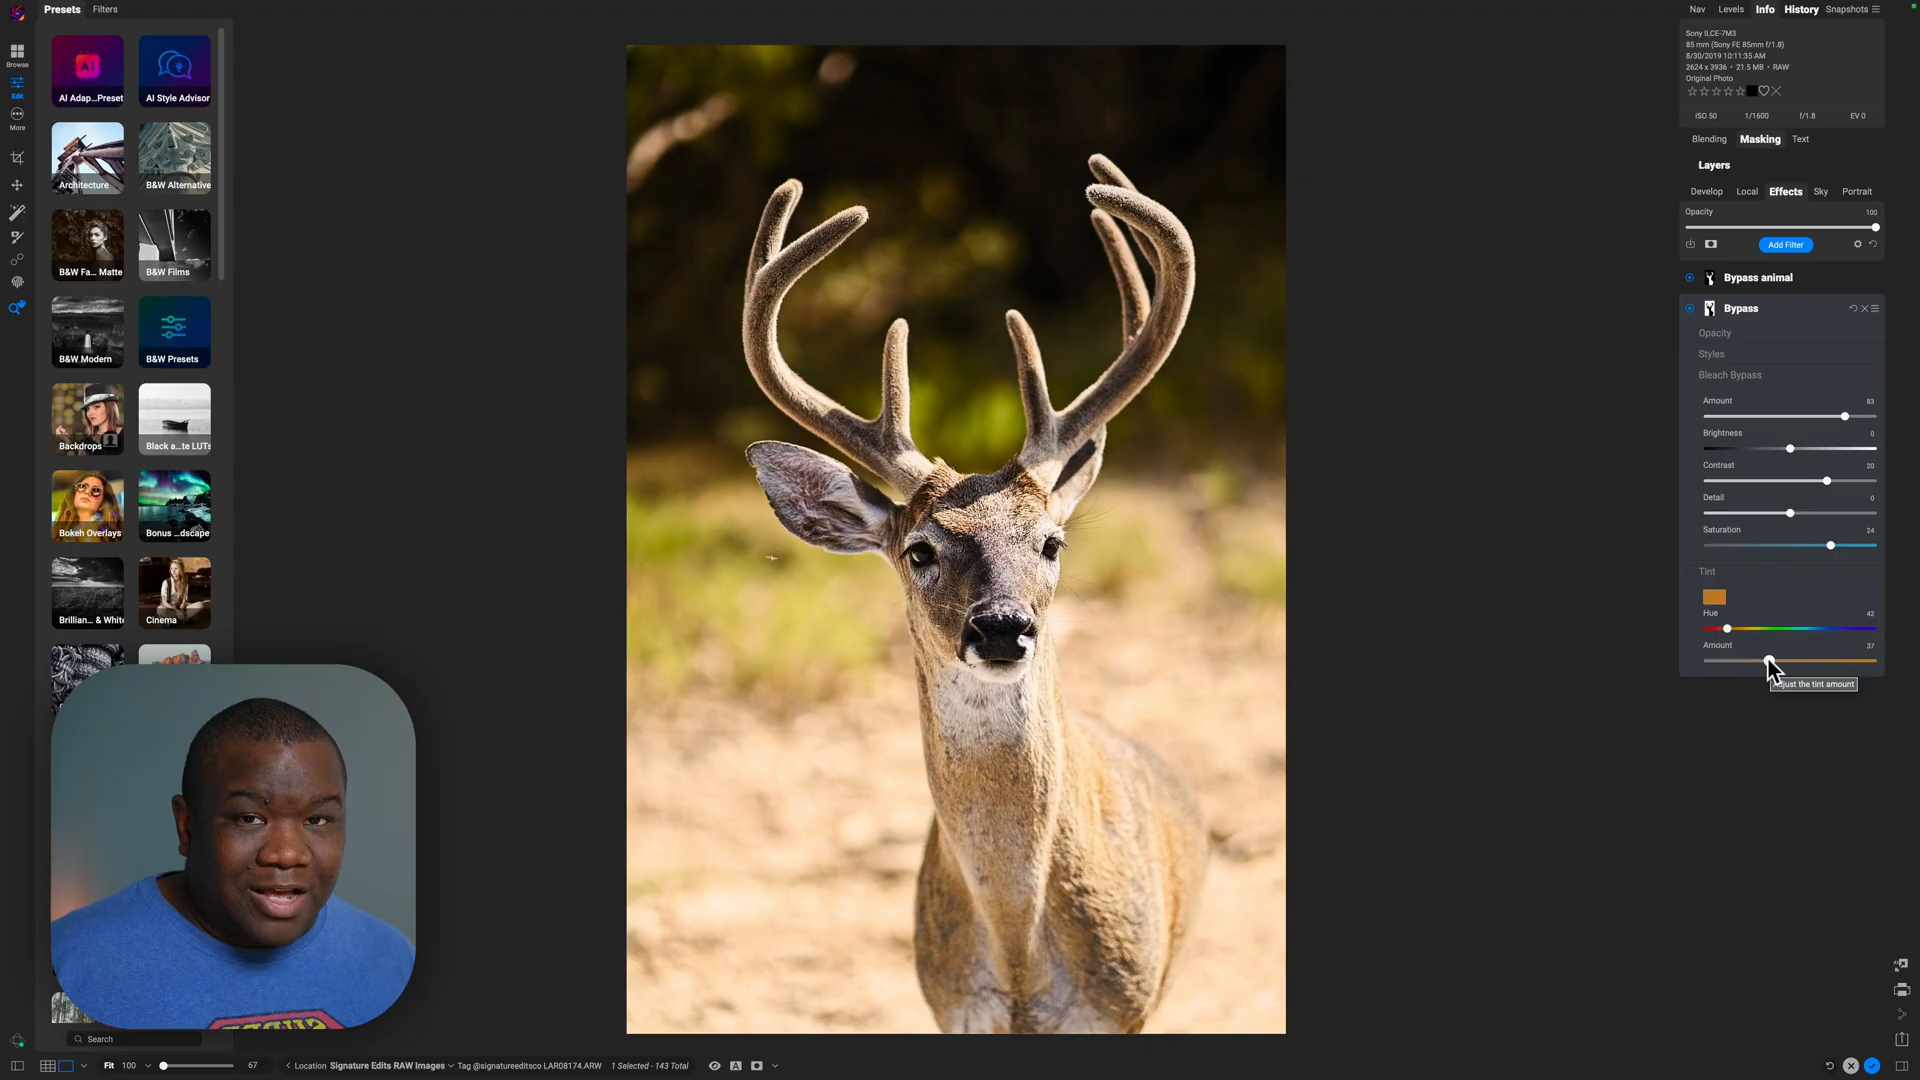 Presets Filters
Browse
Edit
More
AI Adap...Preset
AI Style Advisor
Architecture
B&W Alternative
B&W Fa... Matte
B&W Films
B&W Modern
B&W Presets
Backdrops
Black a...te LUTs
Bokeh Overlays
Bonus ...dscape
Brillian... & White
Cinema
Search
Fit 100 67
Location Signature Edits RAW Images Tag @signatureeditsco LAR08174.ARW 1 Selected - 143 Total
A
Nav Levels Info History Snapshots
Sony ILCE-7M3
85 mm (Sony FE 85mm f/1.8)
8/30/2019 10:11:35 AM
2624 x 3936 • 21.5 MB • RAW
Original Photo
ISO 50 1/1600 f/1.8 EV 0
Blending Masking Text
Layers
Develop Local Effects Sky Portrait
Opacity 100
Add Filter
Bypass animal
Bypass
Opacity
Styles
Bleach Bypass
Amount 83
Brightness 0
Contrast 20
Detail 0
Saturation 24
Tint
Hue 42
Amount 37
just the tint amount